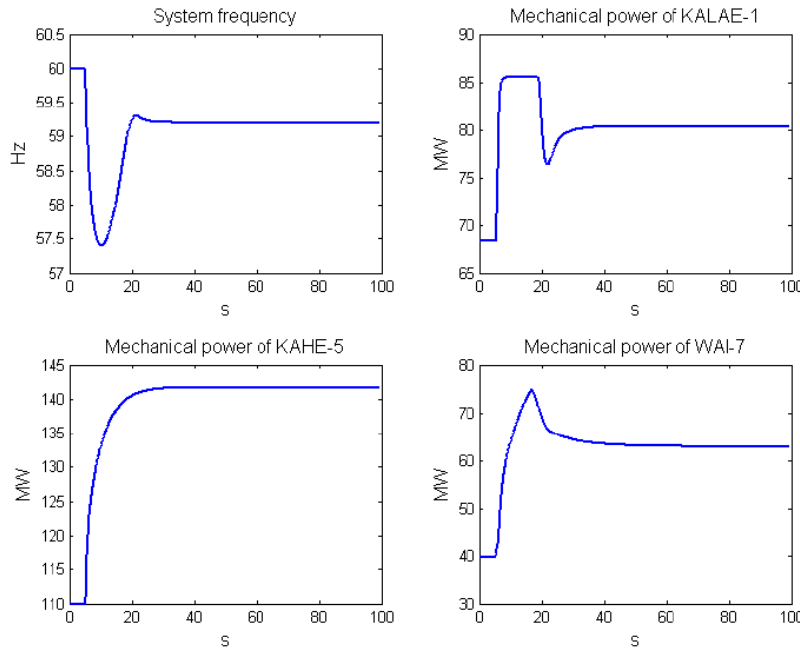 System frequency
60.5
60
59.5
59
58.5
58
57.5
57
Hz
0 20 40 60 80 100
s
Mechanical power of KALAE-1
90
85
80
75
70
65
MW
0 20 40 60 80 100
s
Mechanical power of KAHE-5
145
140
135
130
125
120
115
110
MW
0 20 40 60 80 100
s
Mechanical power of WAI-7
80
70
60
50
40
30
MW
0 20 40 60 80 100
s